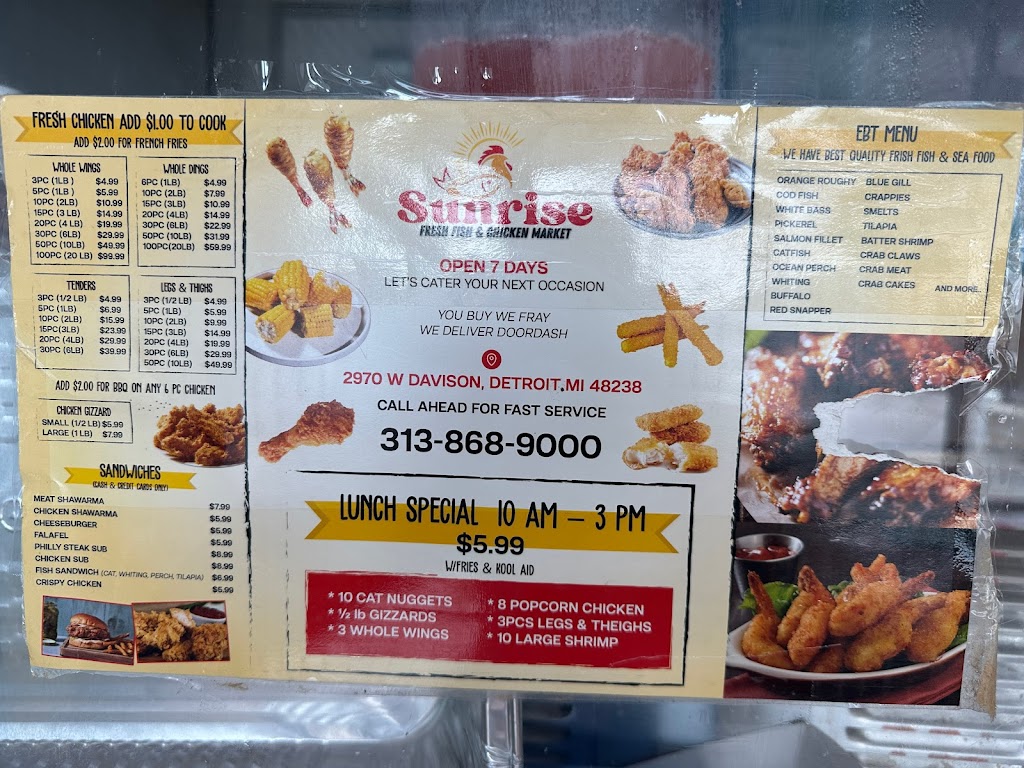 FRESH CHICKEN ADD $1.00 TO COOK
ADD $2.00 FOR FRENCH FRIES
WHOLE WINGS
3PC (1LB ) $4.99
5PC (1LB ) $5.99
10PC (2LB) $10.99
15PC (3 LB) $14.99
20PC (4 LB) $19.99
30PC (6LB) $29.99
50PC (10LB) $49.99
100PC (20 LB) $99.99
WHOLE DINGS
6PC (1LB) $4.99
10PC (2LB) $7.99
15PC (3LB) $10.99
20PC (4LB) $14.99
30PC (6LB) $22.99
50PC (10LB) $31.99
100PC(20LB) $59.99
TENDERS
3PC (1/2 LB) $4.99
5PC (1LB) $6.99
10PC (2LB) $15.99
15PC(3LB) $23.99
20PC (4LB) $29.99
30PC (6LB) $39.99
LEGS & THIGHS
3PC (1/2 LB) $4.99
5PC (1LB) $5.99
10PC (2LB) $9.99
15PC (3LB) $14.99
20PC (4LB) $19.99
30PC (6LB) $29.99
50PC (10LB) $49.99
ADD $2.00 FOR BBQ ON ANY 6 PC CHICKEN
CHICKEN GIZZARD
SMALL (1/2 LB) $5.99
LARGE (1 LB) $7.99
SANDWICHES
(CASH & CREDIT CARDS ONLY)
MEAT SHAWARMA $7.99
CHICKEN SHAWARMA $5.99
CHEESEBURGER $5.99
FALAFEL $5.99
PHILLY STEAK SUB $8.99
CHICKEN SUB $8.99
FISH SANDWICH (CAT, WHITING, PERCH, TILAPIA) $6.99
CRISPY CHICKEN $5.99
Sunrise
FRESH FISH & CHICKEN MARKET
OPEN 7 DAYS
LET'S CATER YOUR NEXT OCCASION
YOU BUY WE FRAY
WE DELIVER DOORDASH
2970 W DAVISON, DETROIT,MI 48238
CALL AHEAD FOR FAST SERVICE
313-868-9000
LUNCH SPECIAL 10 AM – 3 PM
$5.99
W/FRIES & KOOL AID
* 10 CAT NUGGETS
* ½ lb GIZZARDS
* 3 WHOLE WINGS
* 8 POPCORN CHICKEN
* 3PCS LEGS & THEIGHS
* 10 LARGE SHRIMP
EBT MENU
WE HAVE BEST QUALITY FRISH FISH & SEA FOOD
ORANGE ROUGHY
COD FISH
WHITE BASS
PICKEREL
SALMON FILLET
CATFISH
OCEAN PERCH
WHITING
BUFFALO
RED SNAPPER
BLUE GILL
CRAPPIES
SMELTS
TILAPIA
BATTER SHRIMP
CRAB CLAWS
CRAB MEAT
CRAB CAKES
AND MORE..